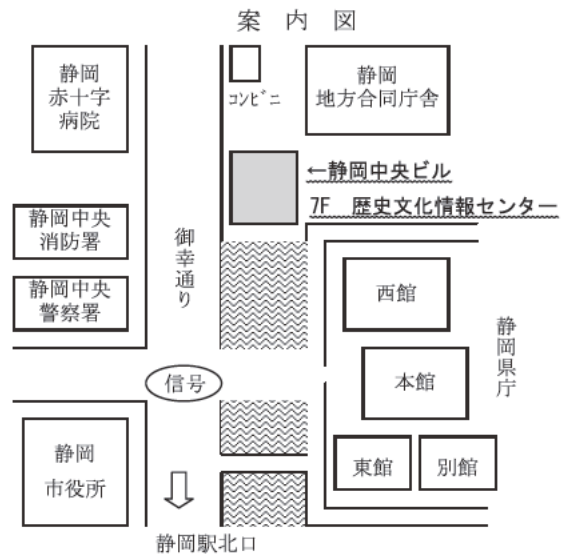 案内図
静岡
赤十字
病院
コンビニ
静岡
地方合同庁舎
←静岡中央ビル
7F 歴史文化情報センター
静岡中央
消防署
静岡中央
警察署
御幸通り
西館
本館
東館
別館
静岡県庁
信号
静岡
市役所
静岡駅北口